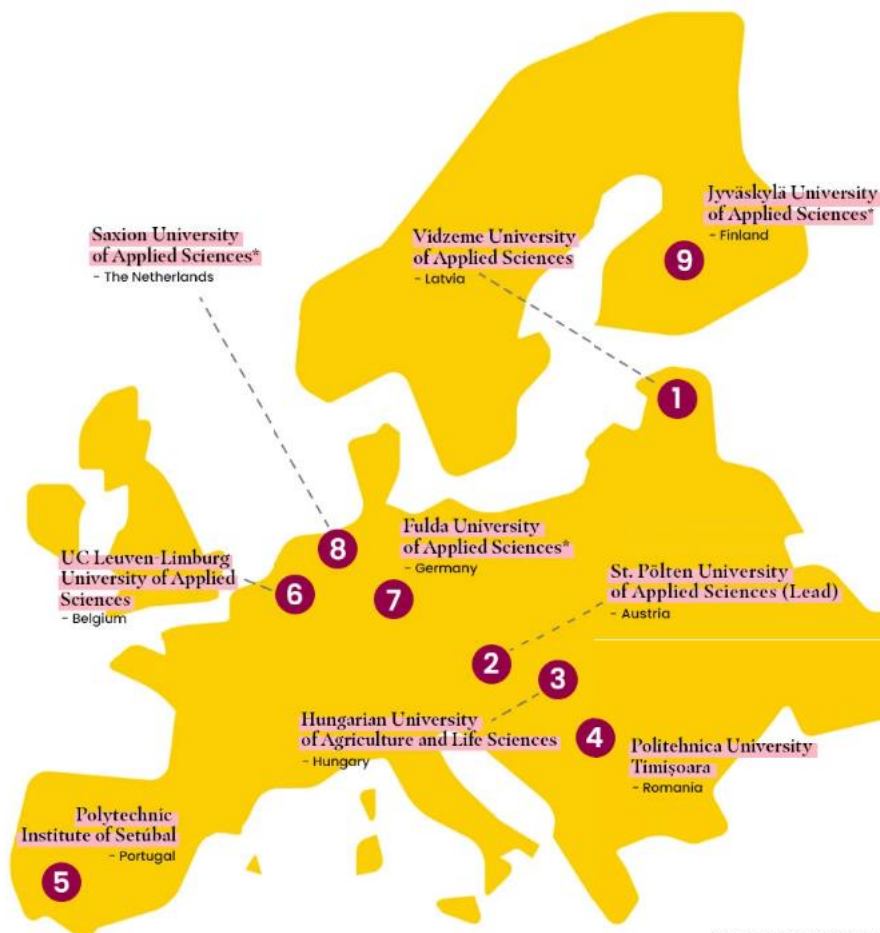 Jyväskylä University
of Applied Sciences*
- Finland
9
Saxion University
of Applied Sciences*
- The Netherlands
Vidzeme University
of Applied Sciences
- Latvia
1
8
Fulda University
of Applied Sciences*
- Germany
7
UC Leuven-Limburg
University of Applied
Sciences
- Belgium
6
St. Pölten University
of Applied Sciences (Lead)
- Austria
2
3
Hungarian University
of Agriculture and Life Sciences
- Hungary
4
Politehnica University
Timişoara
- Romania
Polytechnic
Institute of Setúbal
- Portugal
5